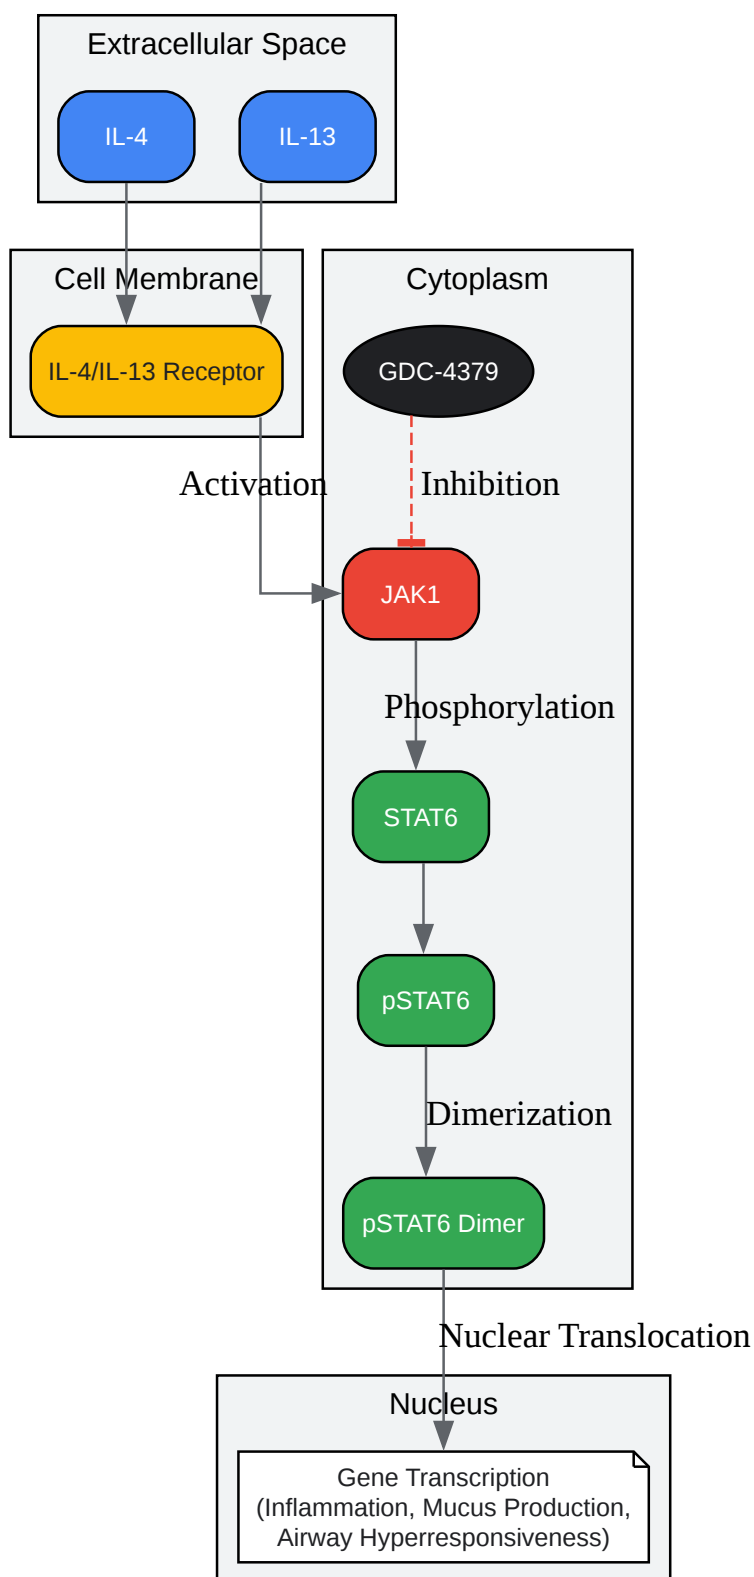 Extracellular Space
IL-4
IL-13
Cell Membrane
Cytoplasm
IL-4/IL-13 Receptor
GDC-4379
Activation
Inhibition
JAK1
Phosphorylation
STAT6
pSTAT6
Dimerization
pSTAT6 Dimer
Nuclear Translocation
Nucleus
Gene Transcription
(Inflammation, Mucus Production,
Airway Hyperresponsiveness)